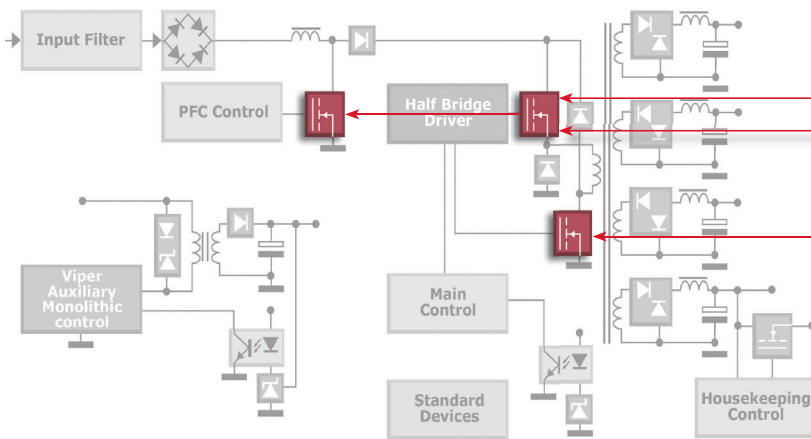 Input Filter
PFC Control
Half Bridge
Driver
Viper
Auxiliary
Monolithic
control
Main
Control
Standard
Devices
Housekeeping
Control